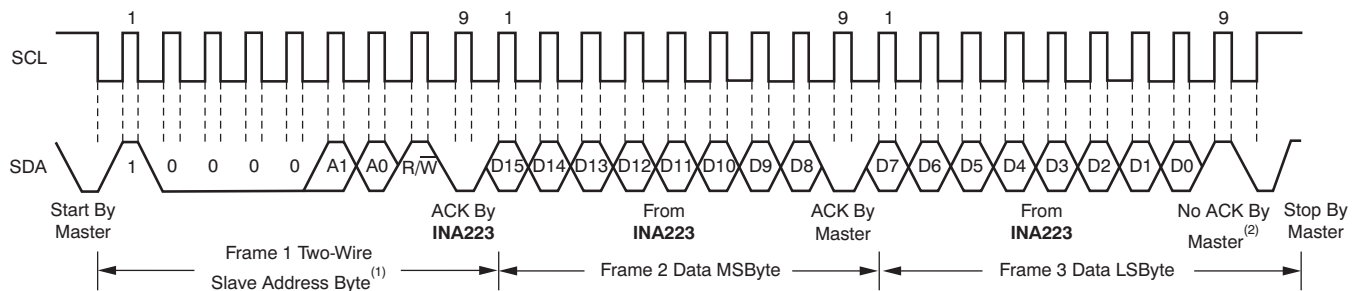 1 9 1 9 1 9
SCL
SDA 1 0 0 0 0 A1 A0 R/W̅ D15 D14 D13 D12 D11 D10 D9 D8 D7 D6 D5 D4 D3 D2 D1 D0
Start By
Master
ACK By
INA223
From
INA223
ACK By
Master
From
INA223
No ACK By
Master(2)
Stop By
Master
Frame 1 Two-Wire
Slave Address Byte(1)
Frame 2 Data MSByte
Frame 3 Data LSByte